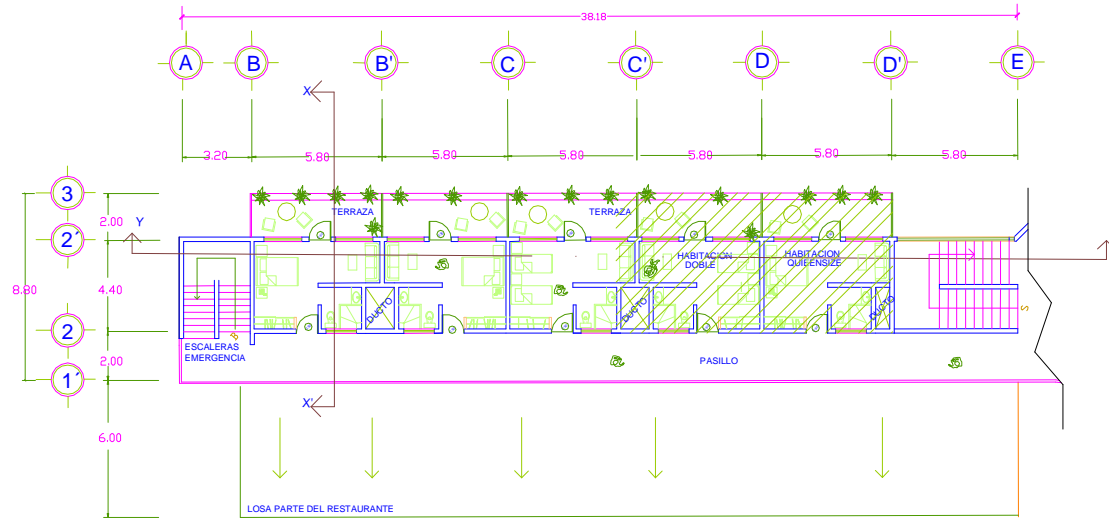 38.18
A B B' C C' D D' E
3.20 5.80 5.80 5.80 5.80 5.80 5.80
X
3
2.00
TERRAZA TERRAZA
Y
2´
HABITACION
DOBLE
HABITACION
QUIEENSIZE
8.80
4.40
DUCTO DUCTO DUCTO
2
B
S
ESCALERAS
EMERGENCIA
2.00
PASILLO
1´
X'
6.00
LOSA PARTE DEL RESTAURANTE